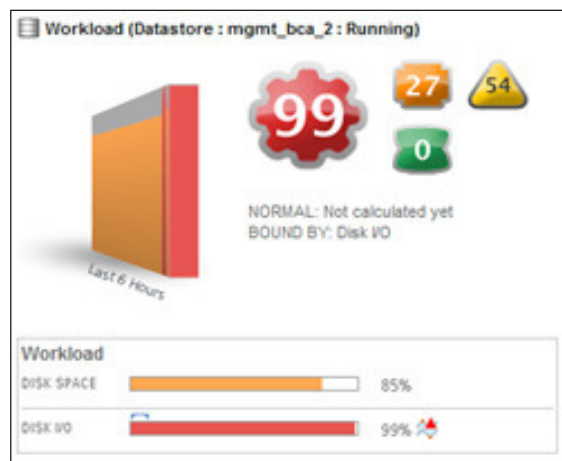 Workload (Datastore : mgmt_bca_2 : Running)
99
27
54
0
NORMAL: Not calculated yet
BOUND BY: Disk I/O
Last 6 Hours
Workload
DISK SPACE 85%
DISK I/O 99%